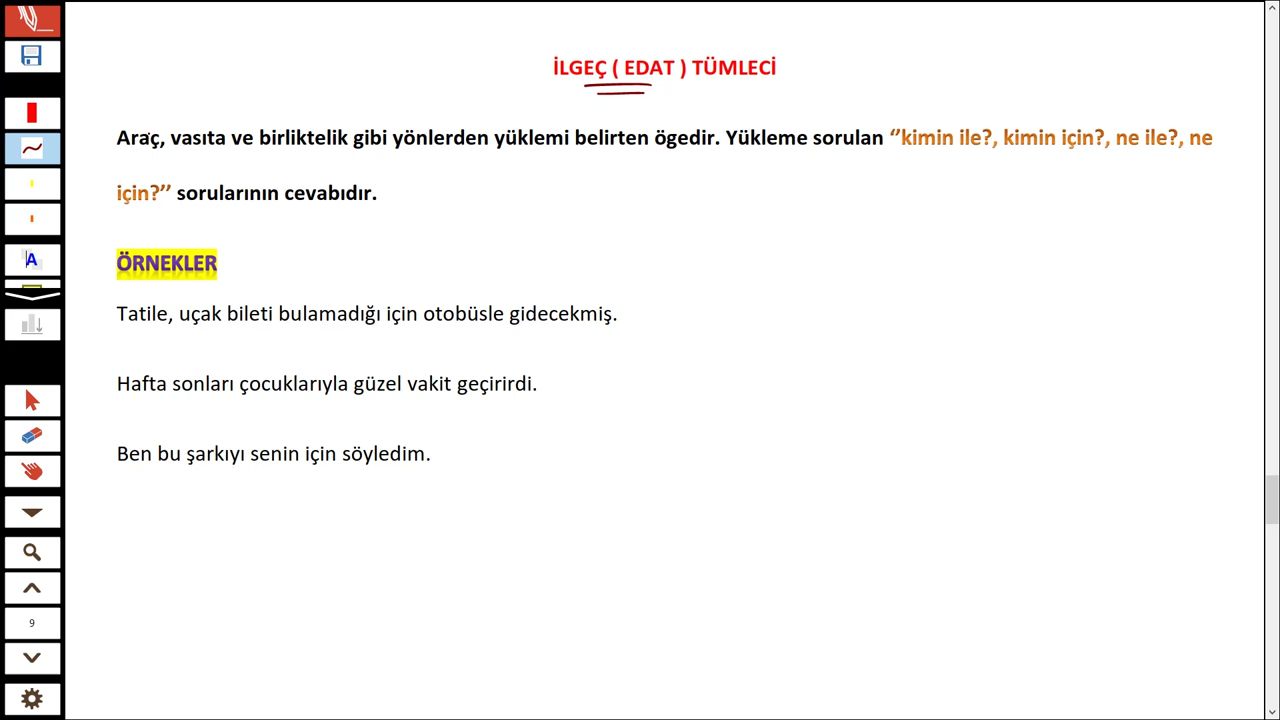 İLGEÇ ( EDAT ) TÜMLECİ
Araç, vasıta ve birliktelik gibi yönlerden yüklemi belirten ögedir. Yükleme sorulan ‘’kimin ile?, kimin için?, ne ile?, ne
için?’’ sorularının cevabıdır.
ÖRNEKLER
Tatile, uçak bileti bulamadığı için otobüsle gidecekmiş.
Hafta sonları çocuklarıyla güzel vakit geçirirdi.
Ben bu şarkıyı senin için söyledim.
A
9